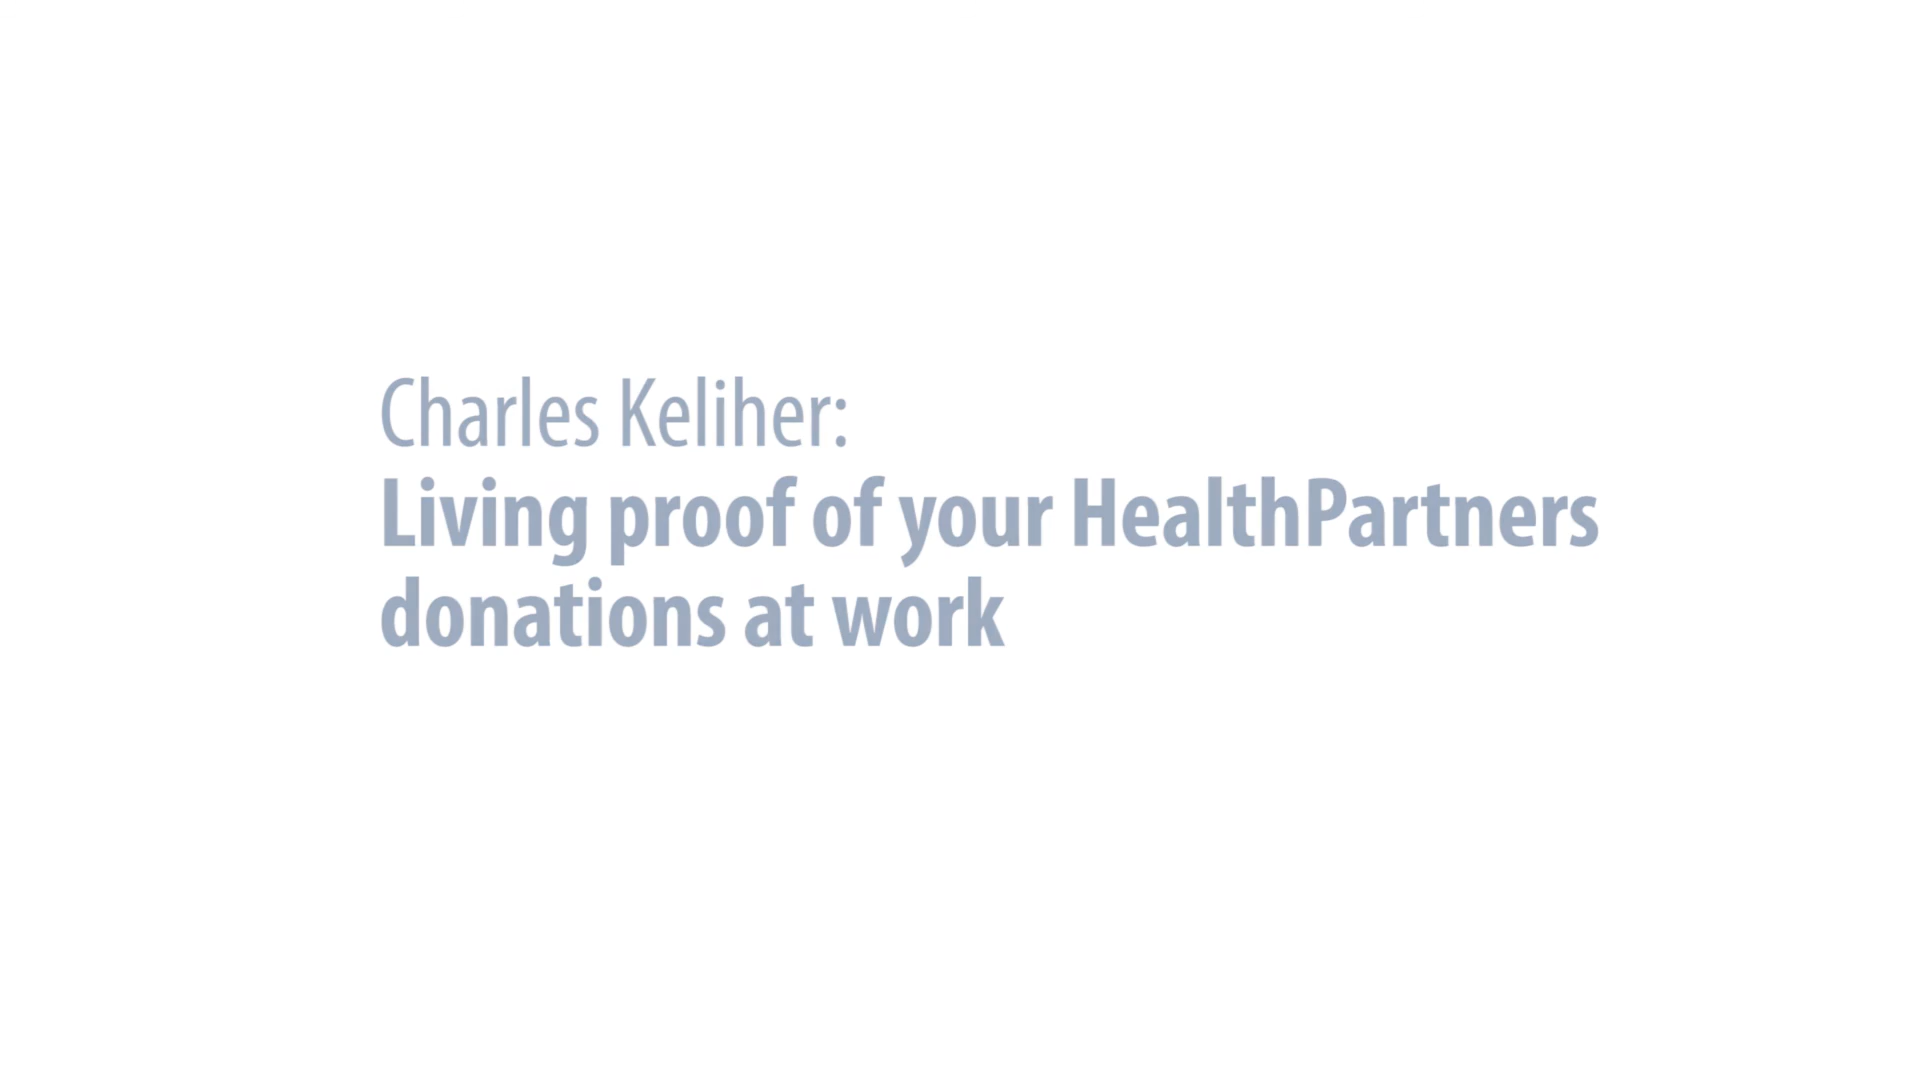 Charles Keliher:
Living proof of your HealthPartners
donations at work